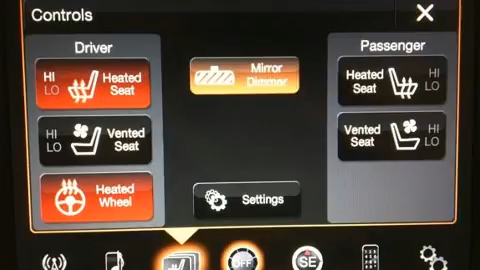 Controls
Driver
Passenger
HI
LO
Heated
Seat
Mirror
Dimmer
Heated
Seat
HI
LO
HI
LO
Vented
Seat
Vented
Seat
HI
LO
Heated
Wheel
Settings
OFF
SE